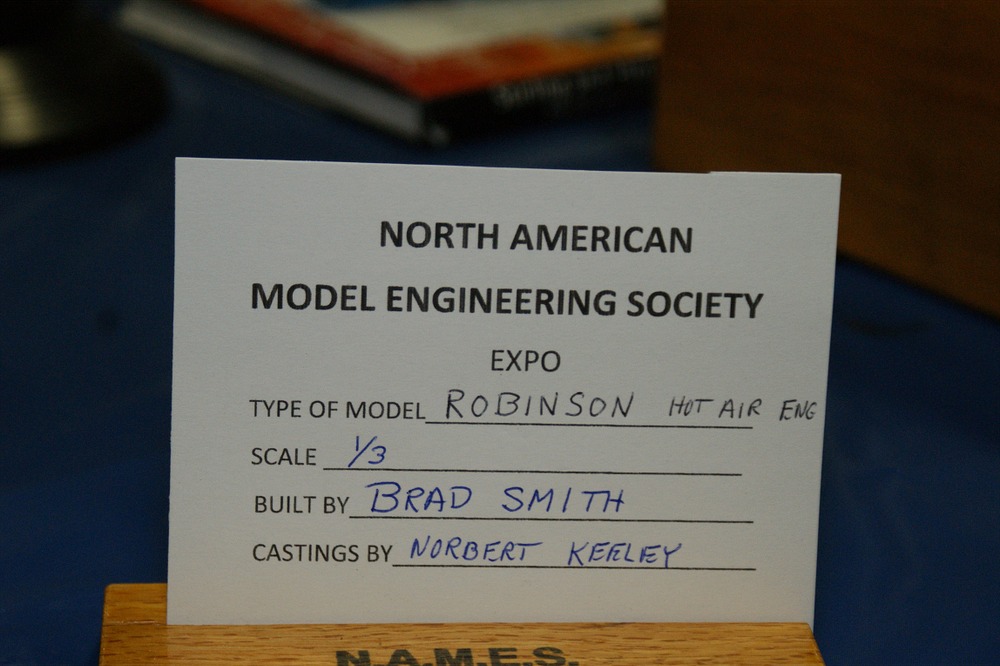 NORTH AMERICAN
MODEL ENGINEERING SOCIETY
EXPO
TYPE OF MODEL ROBINSON HOT AIR ENG
SCALE 1/3
BUILT BY BRAD SMITH
CASTINGS BY NORBERT KEELEY
N.A.M.E.S.